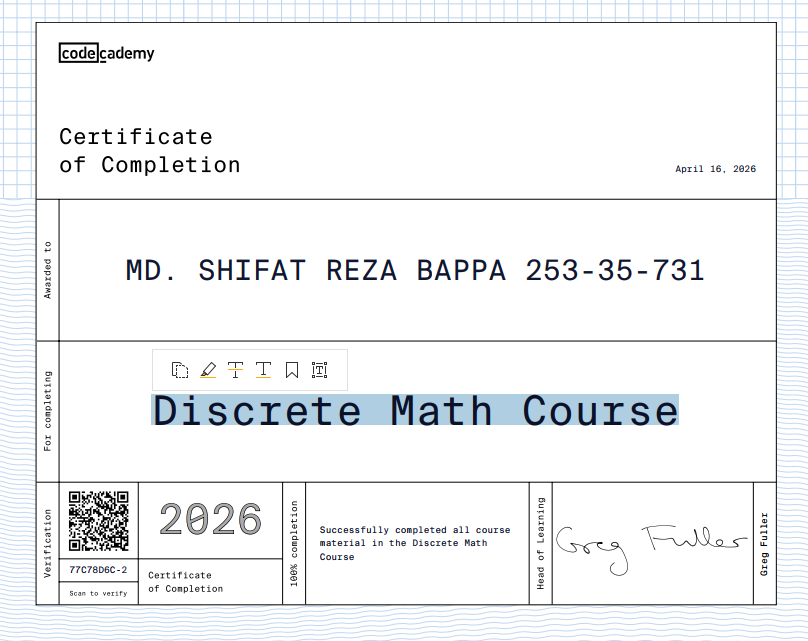 codecademy
Certificate
of Completion
April 16, 2026
Awarded to
MD. SHIFAT REZA BAPPA 253-35-731
For completing
Discrete Math Course
Verification
77C78D6C-2
Scan to verify
2026
Certificate
of Completion
100% completion
Successfully completed all course
material in the Discrete Math
Course
Head of Learning
Greg Fuller
Greg Fuller